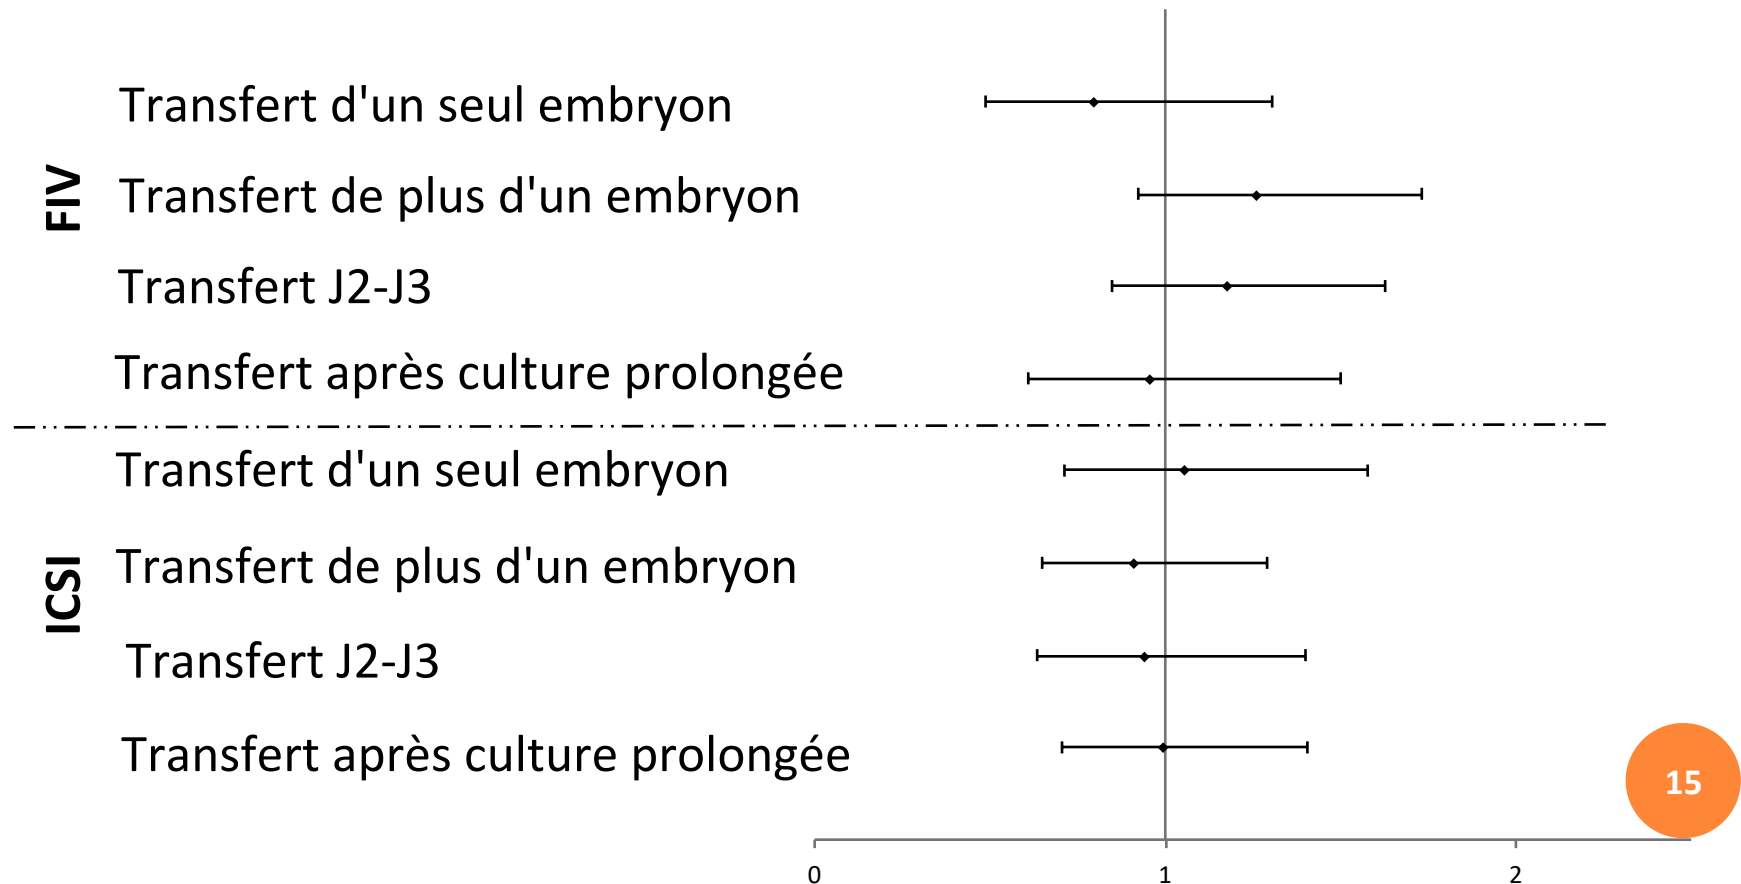 FIV
Transfert d'un seul embryon
Transfert de plus d'un embryon
Transfert J2-J3
Transfert après culture prolongée
ICSI
Transfert d'un seul embryon
Transfert de plus d'un embryon
Transfert J2-J3
Transfert après culture prolongée
15
0 1 2